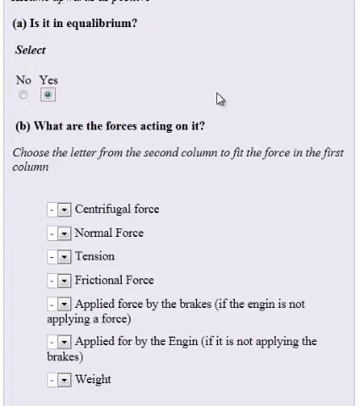 (a) Is it in equalibrium?
Select
No Yes
(b) What are the forces acting on it?
Choose the letter from the second column to fit the force in the first
column
- Centrifugal force
- Normal Force
- Tension
- Frictional Force
- Applied force by the brakes (if the engin is not
applying a force)
- Applied for by the Engin (if it is not applying the
brakes)
- Weight